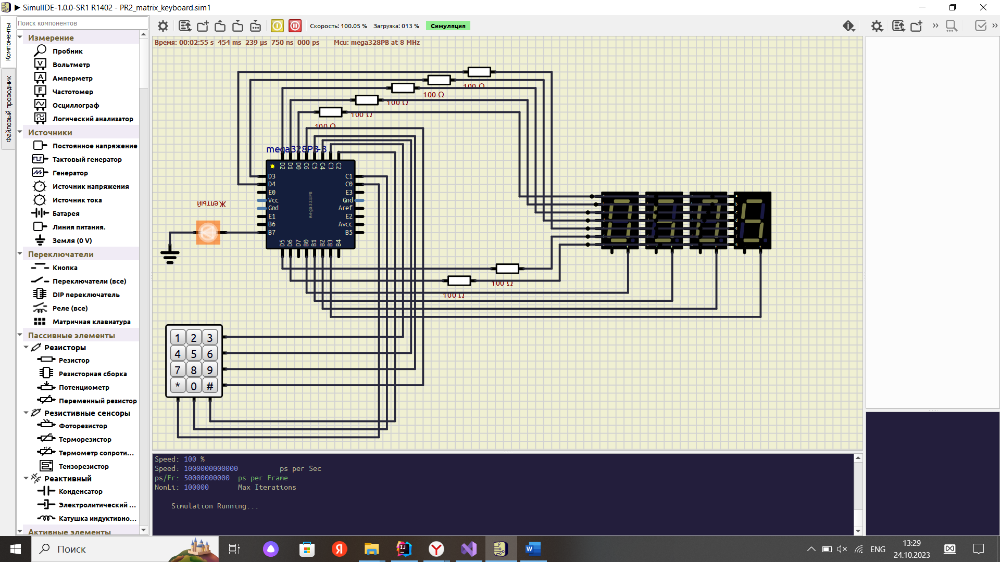 SimulIDE-1.0.0-SR1 R1402 - PR2_matrix_keyboard.sim1
Компоненты
Файловый проводник
Поиск компонентов
Измерение
Пробник
Вольтметр
Амперметр
Частотомер
Осциллограф
Логический анализатор
Источники
Постоянное напряжение
Тактовый генератор
Генератор
Источник напряжения
Источник тока
Батарея
Линия питания.
Земля (0 V)
Переключатели
Кнопка
Переключатели (все)
DIP переключатель
Реле (все)
Матричная клавиатура
Пассивные элементы
Резисторы
Резистор
Резисторная сборка
Потенциометр
Переменный резистор
Резистивные сенсоры
Фоторезистор
Терморезистор
Термометр сопроти...
Тензорезистор
Реактивный
Конденсатор
Электролитический ...
Катушка индуктивно...
Активные элементы
Скорость: 100.05 % Загрузка: 013 % Симуляция
Время: 00:02:55 s 454 ms 239 µs 750 ns 000 ps Mcu: mega328PB at 8 MHz
100 Ω
100 Ω
100 Ω
100 Ω
100 Ω
mega328PB-3
D2 D1 D0 C6 C5 C4 C3 C2
D3 C1
D4 C0
E0 E3
Vcc Gnd
Gnd Aref
E1 E2
B6 Avcc
B7 B5
D5 D6 D7 B0 B1 B2 B3 B4
mega328PB
Желтый
100 Ω
100 Ω
1 2 3
4 5 6
7 8 9
* 0 #
a
b
c
d
e
f
g
Speed: 100 %
Speed: 1000000000000 ps per Sec
ps/Fr: 50000000000 ps per Frame
NonLi: 100000 Max Iterations
Simulation Running...
Поиск
ENG
13:29
24.10.2023